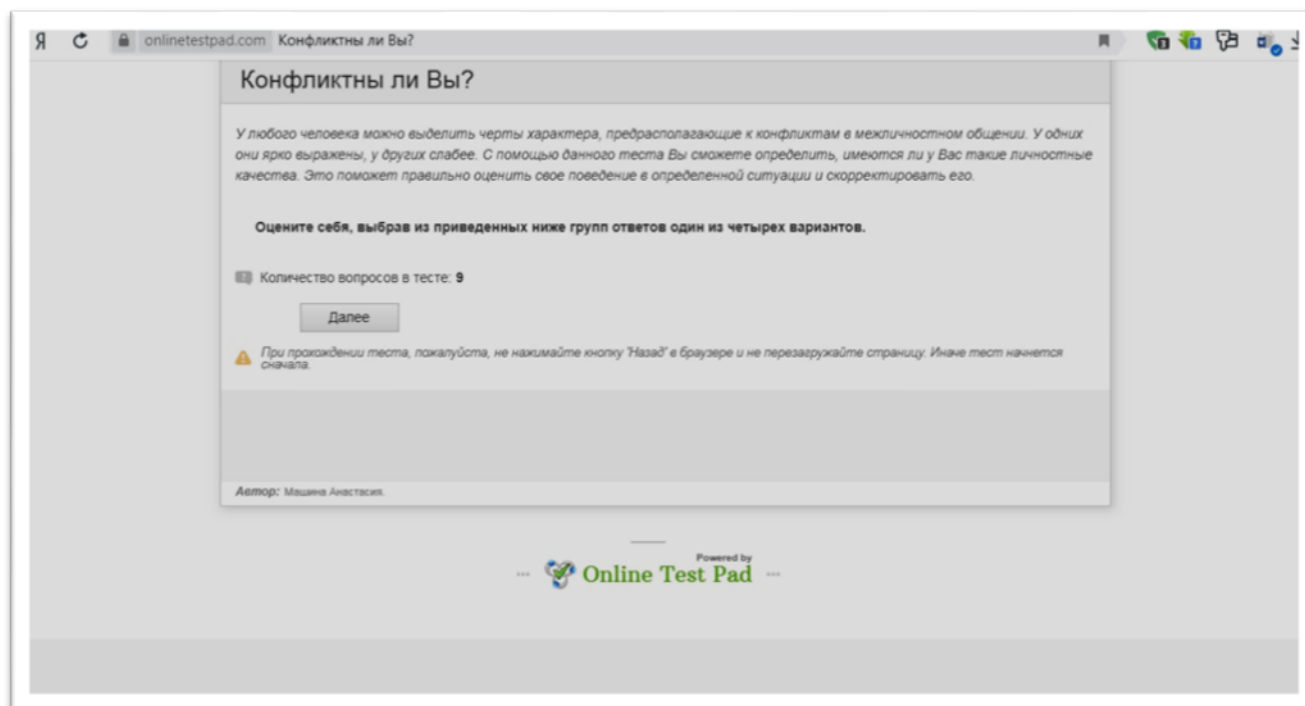 Я onlinetestpad.com Конфликтны ли Вы?
Конфликтны ли Вы?
У любого человека можно выделить черты характера, предрасполагающие к конфликтам в межличностном общении. У одних
они ярко выражены, у других слабее. С помощью данного теста Вы сможете определить, имеются ли у Вас такие личностные
качества. Это поможет правильно оценить свое поведение в определенной ситуации и скорректировать его.
Оцените себя, выбрав из приведенных ниже групп ответов один из четырех вариантов.
Количество вопросов в тесте: 9
Далее
При прохождении теста, пожалуйста, не нажимайте кнопку 'Назад' в браузере и не перезагружайте страницу. Иначе тест начнется
сначала.
Автор: Машина Анастасия.
Powered by
Online Test Pad